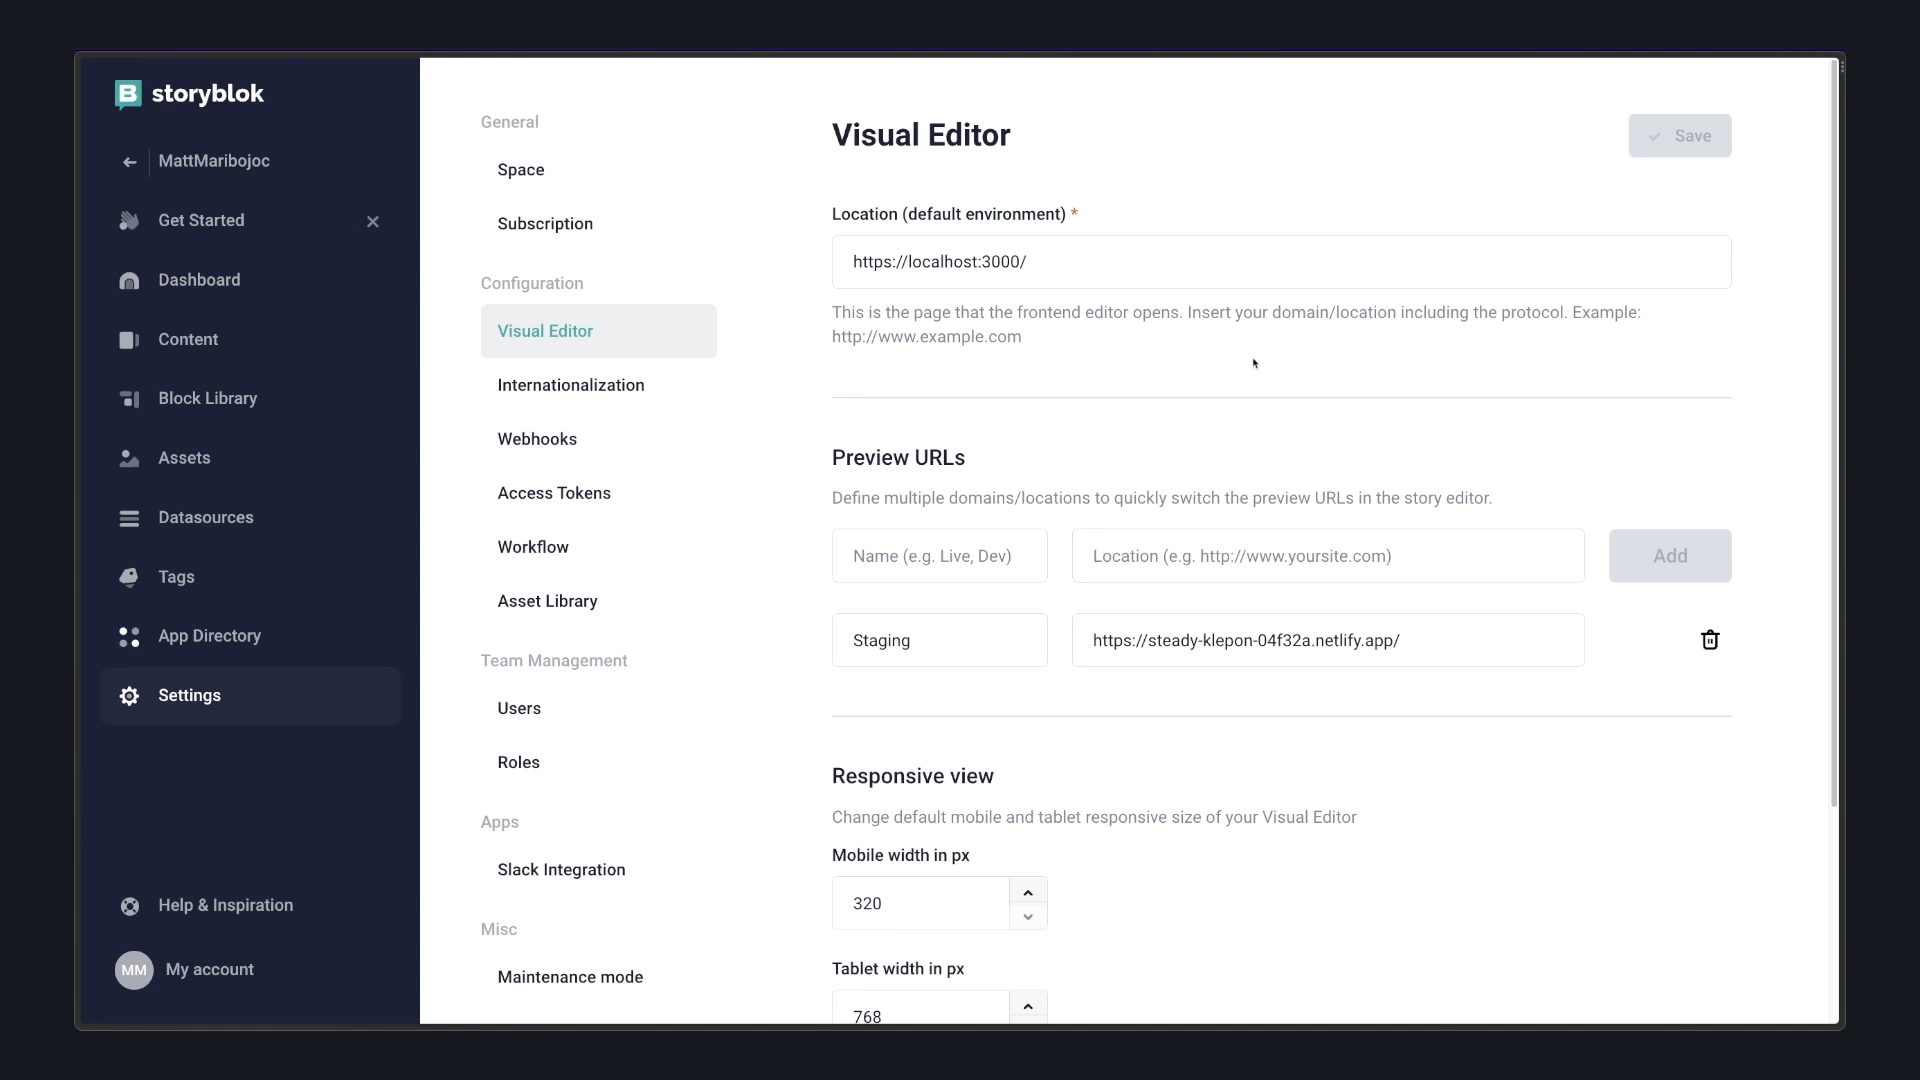 storyblok
MattMaribojoc
Get Started
Dashboard
Content
Block Library
Assets
Datasources
Tags
App Directory
Settings
Help & Inspiration
MM
My account
General
Space
Subscription
Configuration
Visual Editor
Internationalization
Webhooks
Access Tokens
Workflow
Asset Library
Team Management
Users
Roles
Apps
Slack Integration
Misc
Maintenance mode
Visual Editor
Save
Location (default environment) *
https://localhost:3000/
This is the page that the frontend editor opens. Insert your domain/location including the protocol. Example:
http://www.example.com
Preview URLs
Define multiple domains/locations to quickly switch the preview URLs in the story editor.
Name (e.g. Live, Dev)
Location (e.g. http://www.yoursite.com)
Add
Staging
https://steady-klepon-04f32a.netlify.app/
Responsive view
Change default mobile and tablet responsive size of your Visual Editor
Mobile width in px
320
Tablet width in px
768